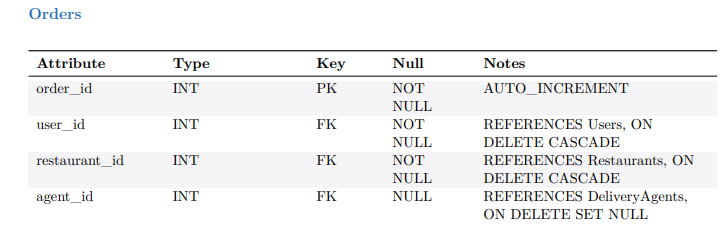 Orders
Attribute Type Key Null Notes
order_id INT PK NOT NULL AUTO_INCREMENT
user_id INT FK NOT NULL REFERENCES Users, ON DELETE CASCADE
restaurant_id INT FK NOT NULL REFERENCES Restaurants, ON DELETE CASCADE
agent_id INT FK NULL REFERENCES DeliveryAgents, ON DELETE SET NULL